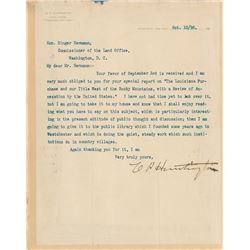 Oct. 12/98.
Hon. Binger Hermann,
Commissioner of the Land Office,
Washington, D. C.
My dear Mr. Hermann:-
Your favor of September 3rd is received and I am
very much obliged to you for your special report on "The Louisiana Purchase
and our Title West of the Rocky Mountains, with a Review of An-
nexation by the United States." I have not had time to look over it, but
but I am going to take it to my house and know that I shall enjoy read-
ing what you have to say on this subject, which is particularly interest-
ing in the present attitude of public thought and discussion; then I am
going to give it to the public library which I founded some years ago in
Westchester and which is doing the quiet, steady work which such institu-
tions do in country villages.
Again thanking you for it, I am
Very truly yours,
C P Huntington